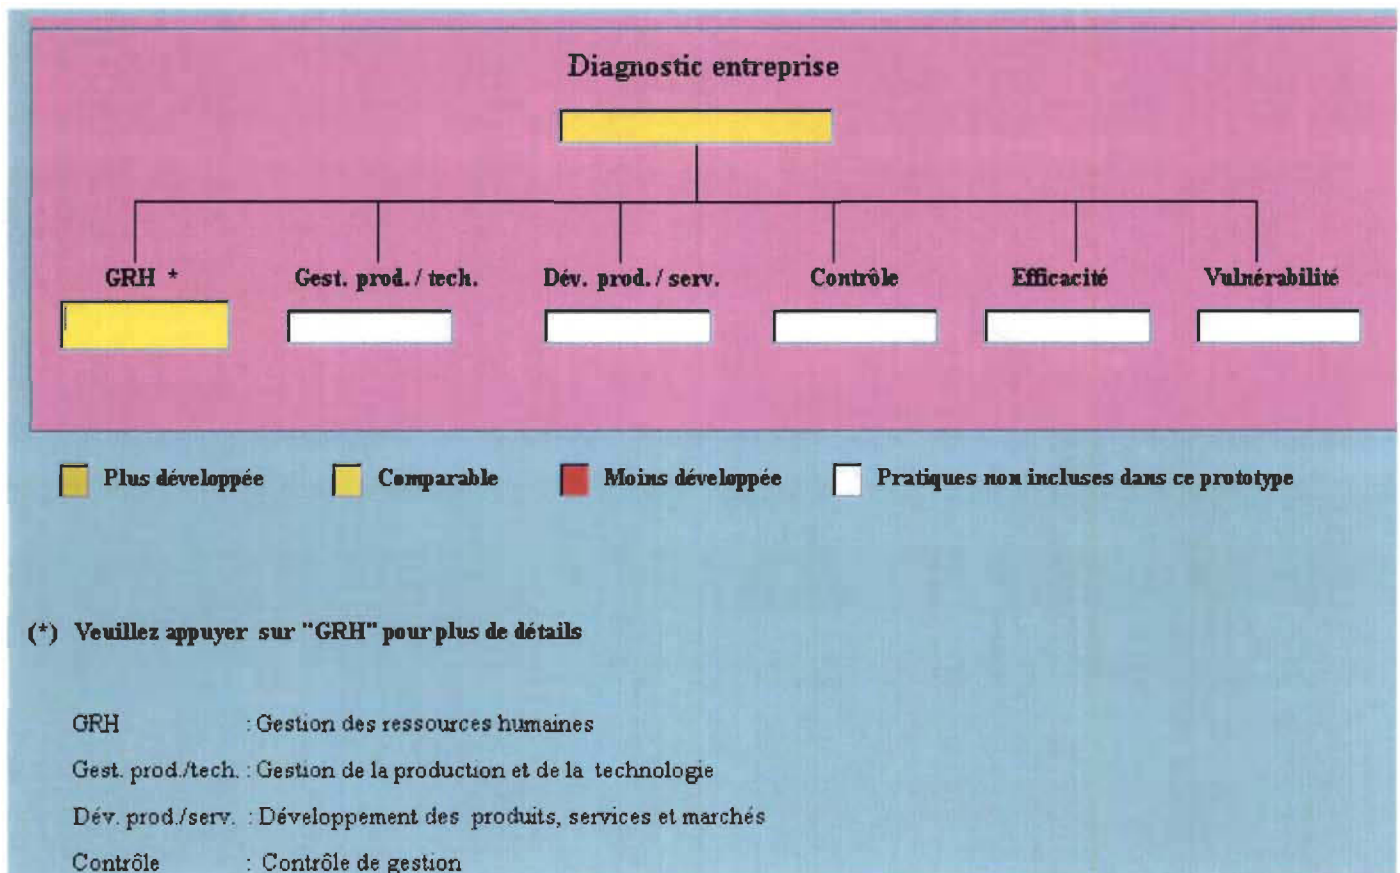 Diagnostic entreprise
GRH * Gest. prod. / tech. Dév. prod. / serv. Contrôle Efficacité Vulnérabilité
Plus développée Comparable Moins développée Pratiques non incluses dans ce prototype
(*) Veuillez appuyer sur "GRH" pour plus de détails
GRH : Gestion des ressources humaines
Gest. prod./tech. : Gestion de la production et de la technologie
Dév. prod./serv. : Développement des produits, services et marchés
Contrôle : Contrôle de gestion